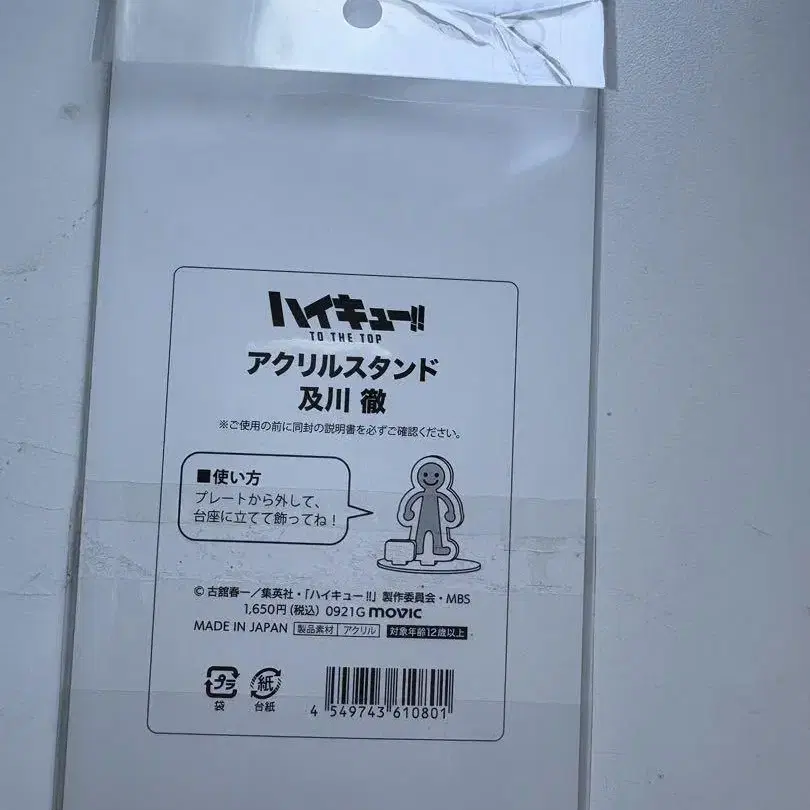 ハイキュー!!
TO THE TOP
アクリルスタンド
及川 徹
※ご使用の前に同封の説明書を必ずご確認ください。
■使い方
プレートから外して、
台座に立てて飾ってね！
© 古舘春一／集英社・「ハイキュー!!」製作委員会・MBS
1,650円（税込）0921G movic
MADE IN JAPAN 製品素材 アクリル 対象年齢12歳以上
プラ 紙
袋 台紙
4 549743 610801